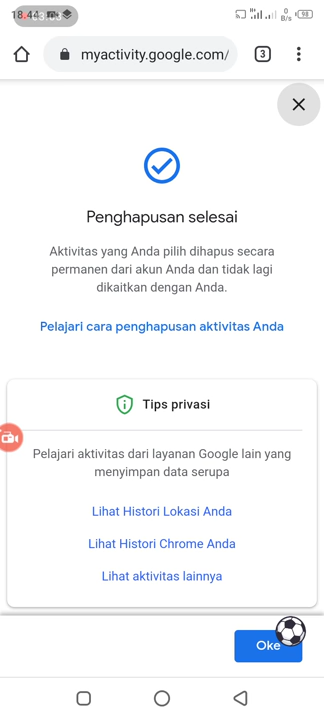 18.44
0
B/s
98
myactivity.google.com/
3
Penghapusan selesai
Aktivitas yang Anda pilih dihapus secara
permanen dari akun Anda dan tidak lagi
dikaitkan dengan Anda.
Pelajari cara penghapusan aktivitas Anda
Tips privasi
Pelajari aktivitas dari layanan Google lain yang
menyimpan data serupa
Lihat Histori Lokasi Anda
Lihat Histori Chrome Anda
Lihat aktivitas lainnya
Oke